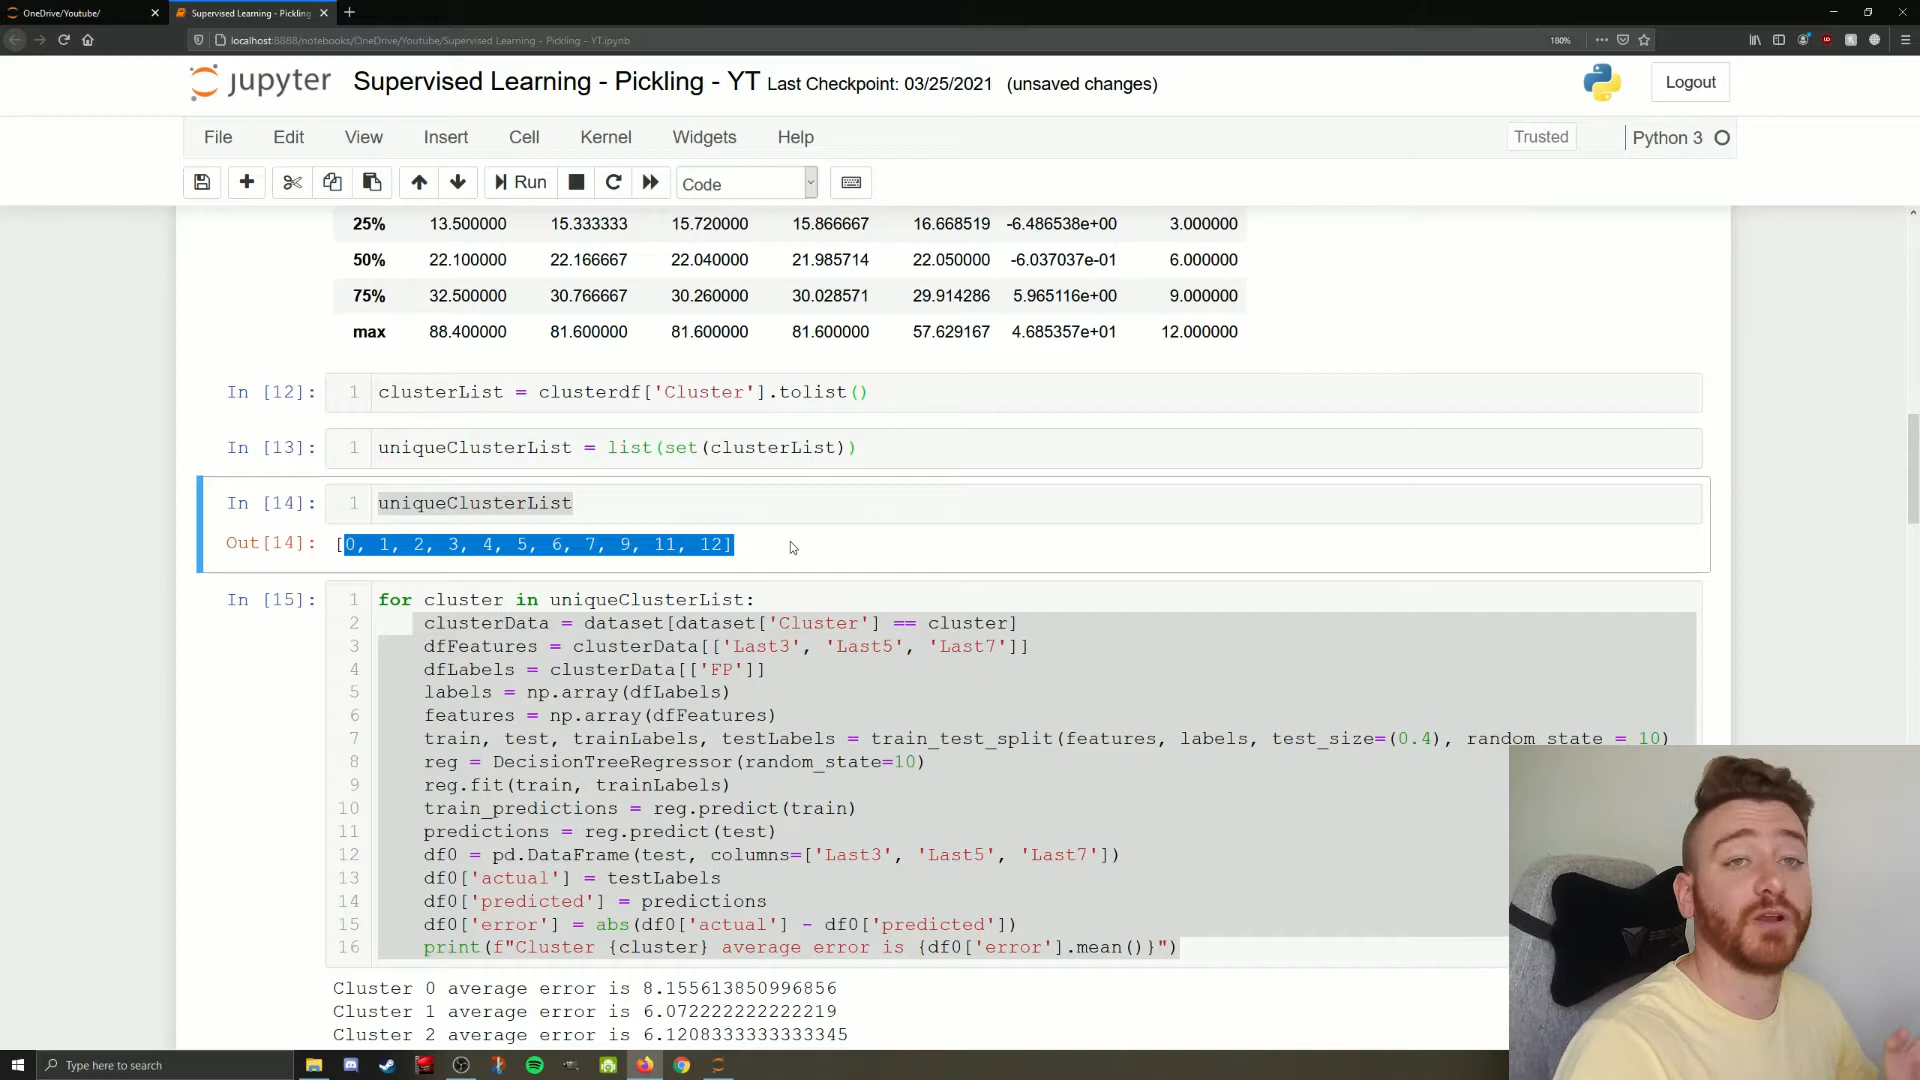 OneDrive/Youtube/
Supervised Learning - Pickling -
localhost:8888/notebooks/OneDrive/Youtube/Supervised Learning - Pickling - YT.ipynb
180%
jupyter
Supervised Learning - Pickling - YT Last Checkpoint: 03/25/2021 (unsaved changes)
Logout
File Edit View Insert Cell Kernel Widgets Help
Trusted
Python 3
Run
Code
25% 13.500000 15.333333 15.720000 15.866667 16.668519 -6.486538e+00 3.000000
50% 22.100000 22.166667 22.040000 21.985714 22.050000 -6.037037e-01 6.000000
75% 32.500000 30.766667 30.260000 30.028571 29.914286 5.965116e+00 9.000000
max 88.400000 81.600000 81.600000 81.600000 57.629167 4.685357e+01 12.000000
In [12]: 1 clusterList = clusterdf['Cluster'].tolist()
In [13]: 1 uniqueClusterList = list(set(clusterList))
In [14]: 1 uniqueClusterList
Out[14]: [0, 1, 2, 3, 4, 5, 6, 7, 9, 11, 12]
In [15]: 1 for cluster in uniqueClusterList:
2 clusterData = dataset[dataset['Cluster'] == cluster]
3 dfFeatures = clusterData[['Last3', 'Last5', 'Last7']]
4 dfLabels = clusterData[['FP']]
5 labels = np.array(dfLabels)
6 features = np.array(dfFeatures)
7 train, test, trainLabels, testLabels = train_test_split(features, labels, test_size=(0.4), random_state = 10)
8 reg = DecisionTreeRegressor(random_state=10)
9 reg.fit(train, trainLabels)
10 train_predictions = reg.predict(train)
11 predictions = reg.predict(test)
12 df0 = pd.DataFrame(test, columns=['Last3', 'Last5', 'Last7'])
13 df0['actual'] = testLabels
14 df0['predicted'] = predictions
15 df0['error'] = abs(df0['actual'] - df0['predicted'])
16 print(f"Cluster {cluster} average error is {df0['error'].mean()}")
Cluster 0 average error is 8.155613850996856
Cluster 1 average error is 6.072222222222219
Cluster 2 average error is 6.1208333333333345
Type here to search